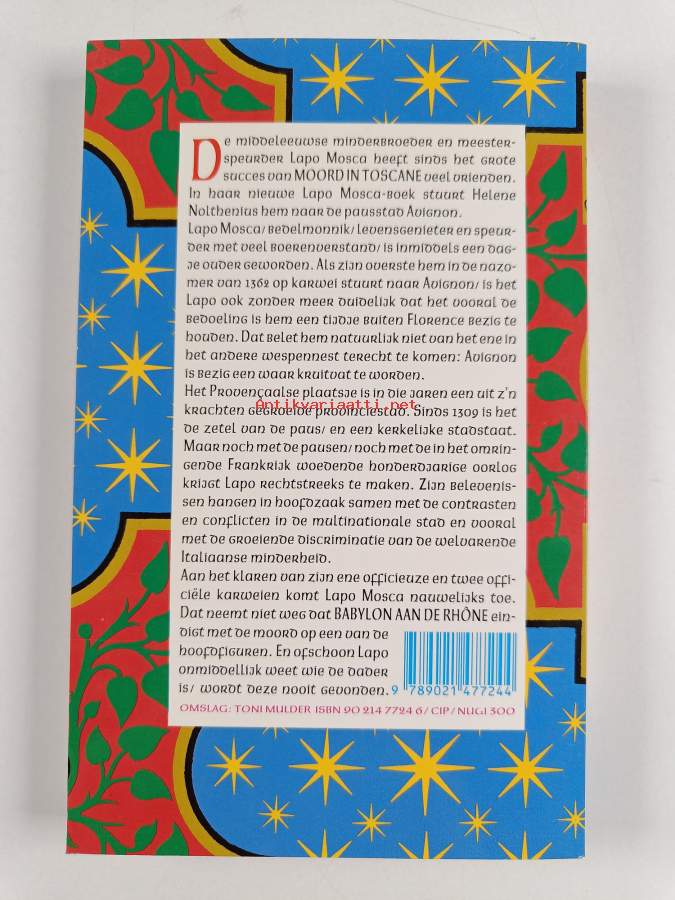 De middeleeuwse minderbroeder en meester-
speurder Lapo Mosca heeft sinds het grote
succes van MOORD IN TOSCANE veel vrienden.
In haar nieuwe Lapo Mosca-boek stuurt Helene
Nolthenius hem naar de pausstad Avignon.
Lapo Mosca/ bedelmonnik/ levensgenieter en speur-
der met veel boerenverstand/ is inmiddels een dag-
je ouder geworden. Als zijn overste hem in de nazo-
mer van 1362 op karwei stuurt naar Avignon/ is het
Lapo ook zonder meer duidelijk dat het vooral de
bedoeling is hem een tijdje buiten Florence bezig te
houden. Dat belet hem natuurlijk niet van het ene in
het andere wespennest terecht te komen: Avignon
is bezig een waar kruitvat te worden.
Het Provençaalse plaatsje is in die jaren een uit z'n
Antikvariaatti.net
krachten gegroeide provinciestad. Sinds 1309 is het
de zetel van de paus/ en een kerkelijke stadstaat.
Maar noch met de pausen/ noch met de in het omrin-
gende Frankrijk woedende honderdjarige oorlog
krijgt Lapo rechtstreeks te maken. Zijn belevenis-
sen hangen in hoofdzaak samen met de contrasten
en conflicten in de multinationale stad en vooral
met de groeiende discriminatie van de welvarende
Italiaanse minderheid.
Aan het klaren van zijn ene officieuze en twee offi-
ciële karweien komt Lapo Mosca nauwelijks toe.
Dat neemt niet weg dat BABYLON AAN DE RHÔNE ein-
digt met de moord op een van de
hoofdfiguren. En ofschoon Lapo
onmiddellijk weet wie de dader
is/ wordt deze nooit gevonden.
9 789021 477244
OMSLAG: TONI MULDER ISBN 90 214 7724 6/ CIP/ NUGI 300